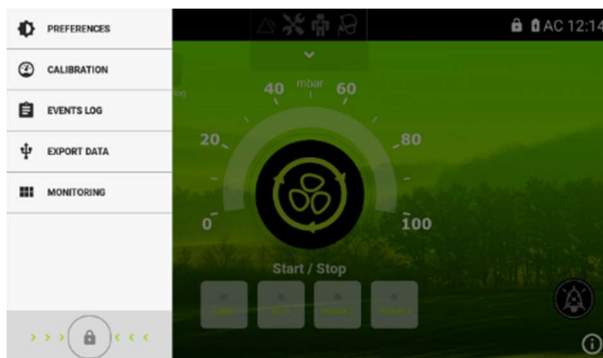 PREFERENCES
CALIBRATION
EVENTS LOG
EXPORT DATA
MONITORING
AC 12:14
mbar
40
60
20
80
0
100
Start / Stop